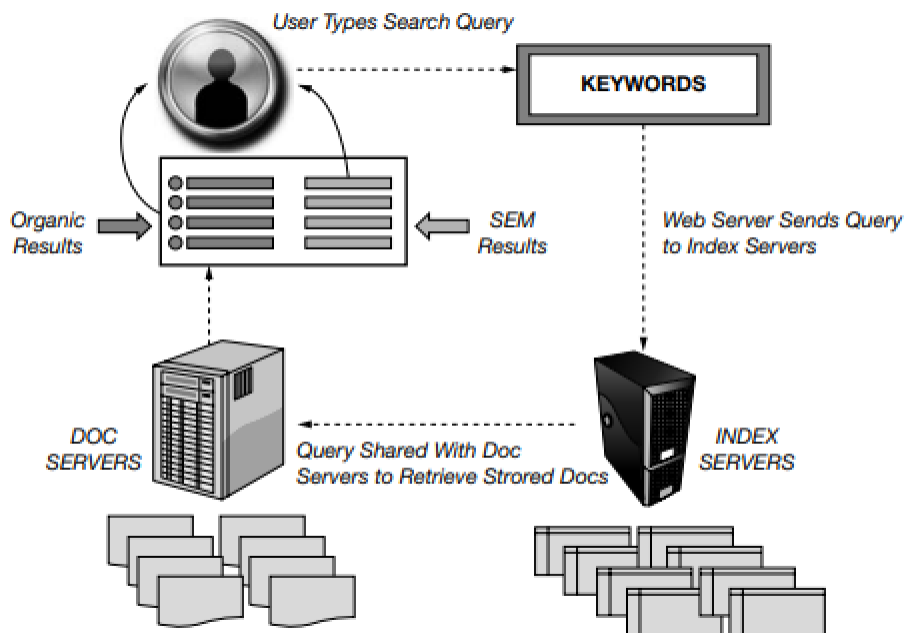 User Types Search Query
KEYWORDS
Organic
Results
SEM
Results
Web Server Sends Query
to Index Servers
DOC
SERVERS
Query Shared With Doc
Servers to Retrieve Strored Docs
INDEX
SERVERS